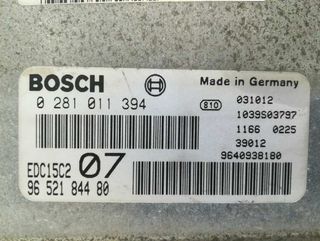 BOSCH
Made in Germany
0 281 011 394
810
031012
1039S03797
1166 0225
39012
9640938180
EDC15C2 07
96 521 844 80